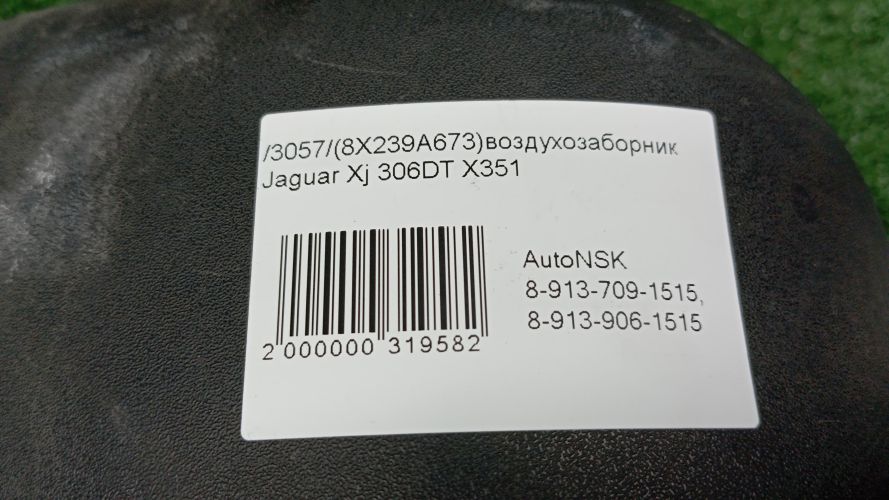 /3057/(8X239A673)воздухозаборник
Jaguar Xj 306DT X351
AutoNSK
8-913-709-1515,
8-913-906-1515
2 000000 319582